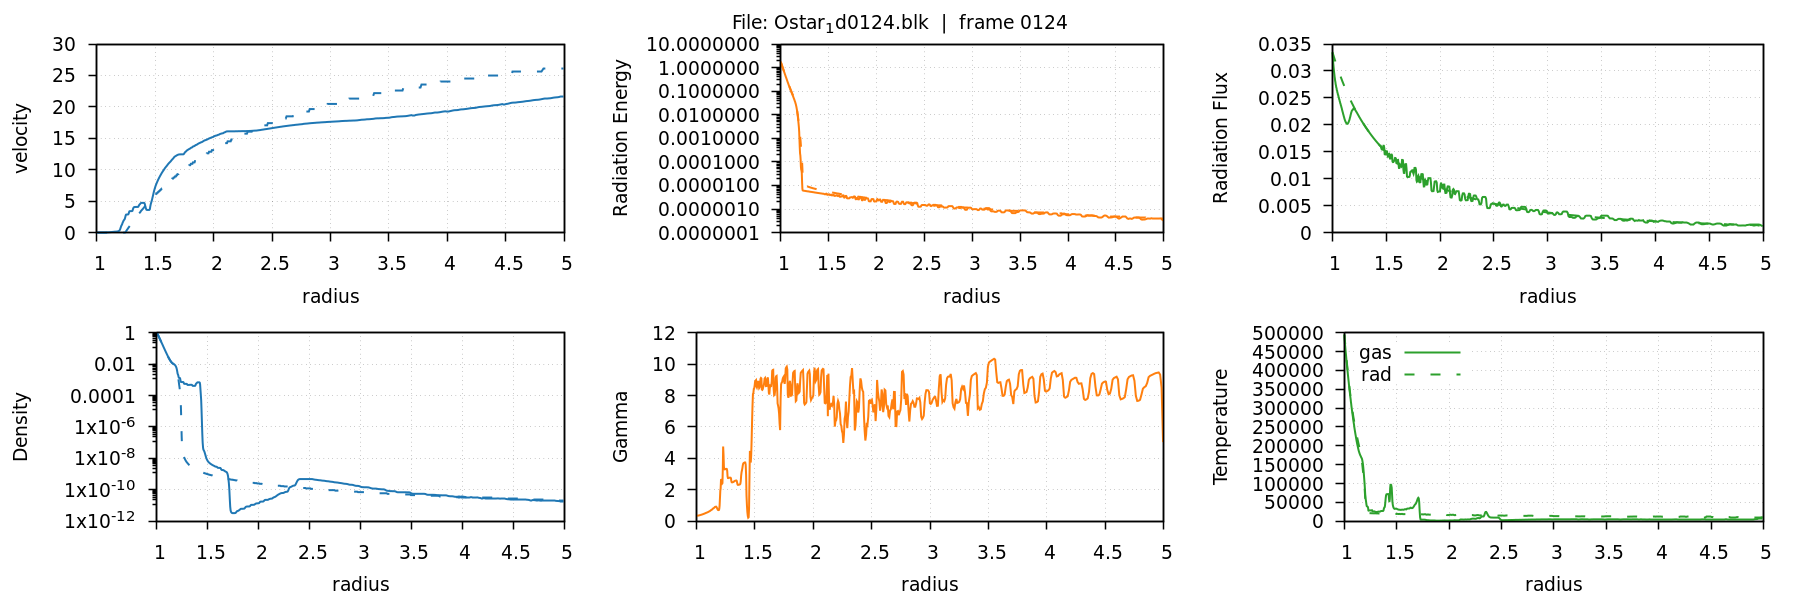 File: Ostar1d0124.blk | frame 0124
30
25
20
15
10
5
0
velocity
1 1.5 2 2.5 3 3.5 4 4.5 5
radius
10.0000000
1.0000000
0.1000000
0.0100000
0.0010000
0.0001000
0.0000100
0.0000010
0.0000001
Radiation Energy
1 1.5 2 2.5 3 3.5 4 4.5 5
radius
0.035
0.03
0.025
0.02
0.015
0.01
0.005
0
Radiation Flux
1 1.5 2 2.5 3 3.5 4 4.5 5
radius
1
0.01
0.0001
1x10-6
1x10-8
1x10-10
1x10-12
Density
1 1.5 2 2.5 3 3.5 4 4.5 5
radius
12
10
8
6
4
2
0
Gamma
1 1.5 2 2.5 3 3.5 4 4.5 5
radius
500000
450000
400000
350000
300000
250000
200000
150000
100000
50000
0
Temperature
gas
rad
1 1.5 2 2.5 3 3.5 4 4.5 5
radius